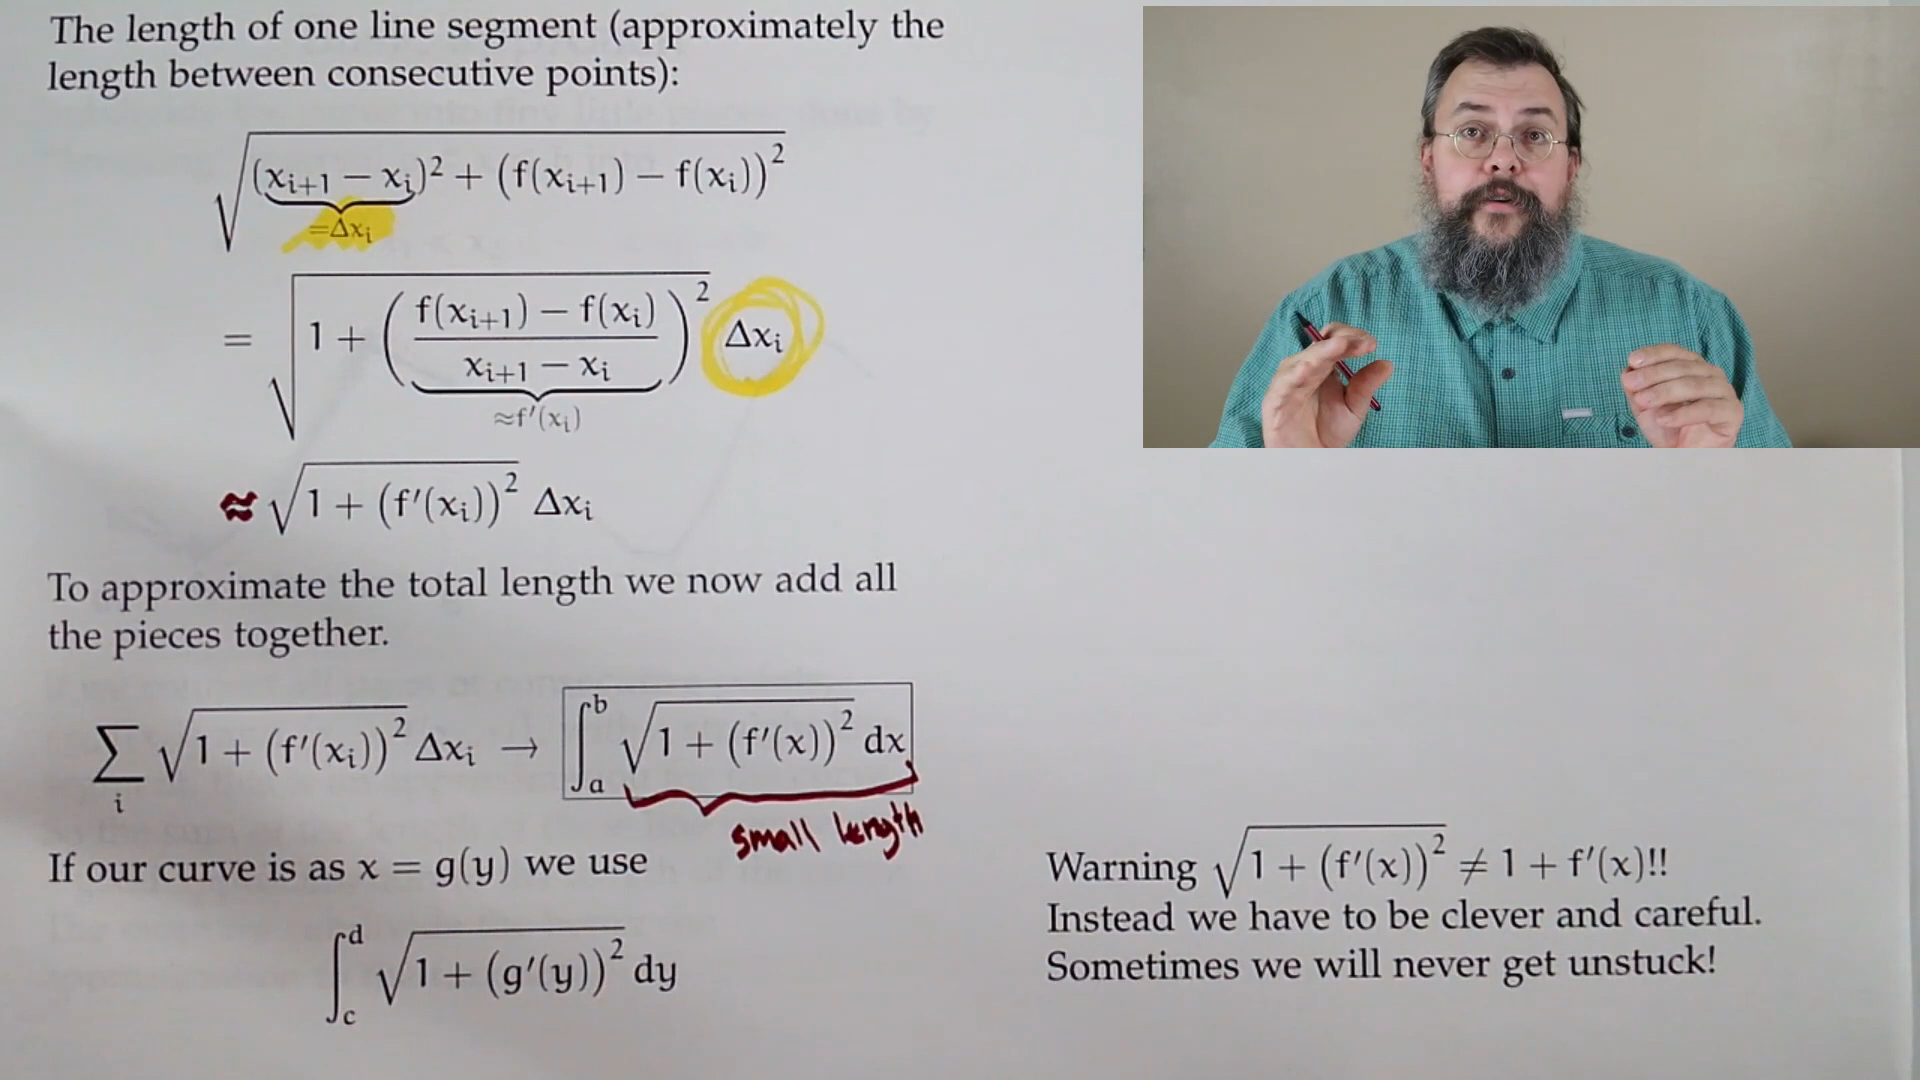 The length of one line segment (approximately the
length between consecutive points):
√((xᵢ₊₁ − xᵢ)² + (f(xᵢ₊₁) − f(xᵢ))²)
=Δxᵢ
= √(1 + ((f(xᵢ₊₁) − f(xᵢ))/(xᵢ₊₁ − xᵢ))²) Δxᵢ
≈f′(xᵢ)
≈ √(1 + (f′(xᵢ))²) Δxᵢ
To approximate the total length we now add all
the pieces together.
∑ᵢ √(1 + (f′(xᵢ))²) Δxᵢ → ∫ₐᵇ √(1 + (f′(x))²) dx
small length
If our curve is as x = g(y) we use
∫_c^d √(1 + (g′(y))²) dy
Warning √(1 + (f′(x))²) ≠ 1 + f′(x)!!
Instead we have to be clever and careful.
Sometimes we will never get unstuck!